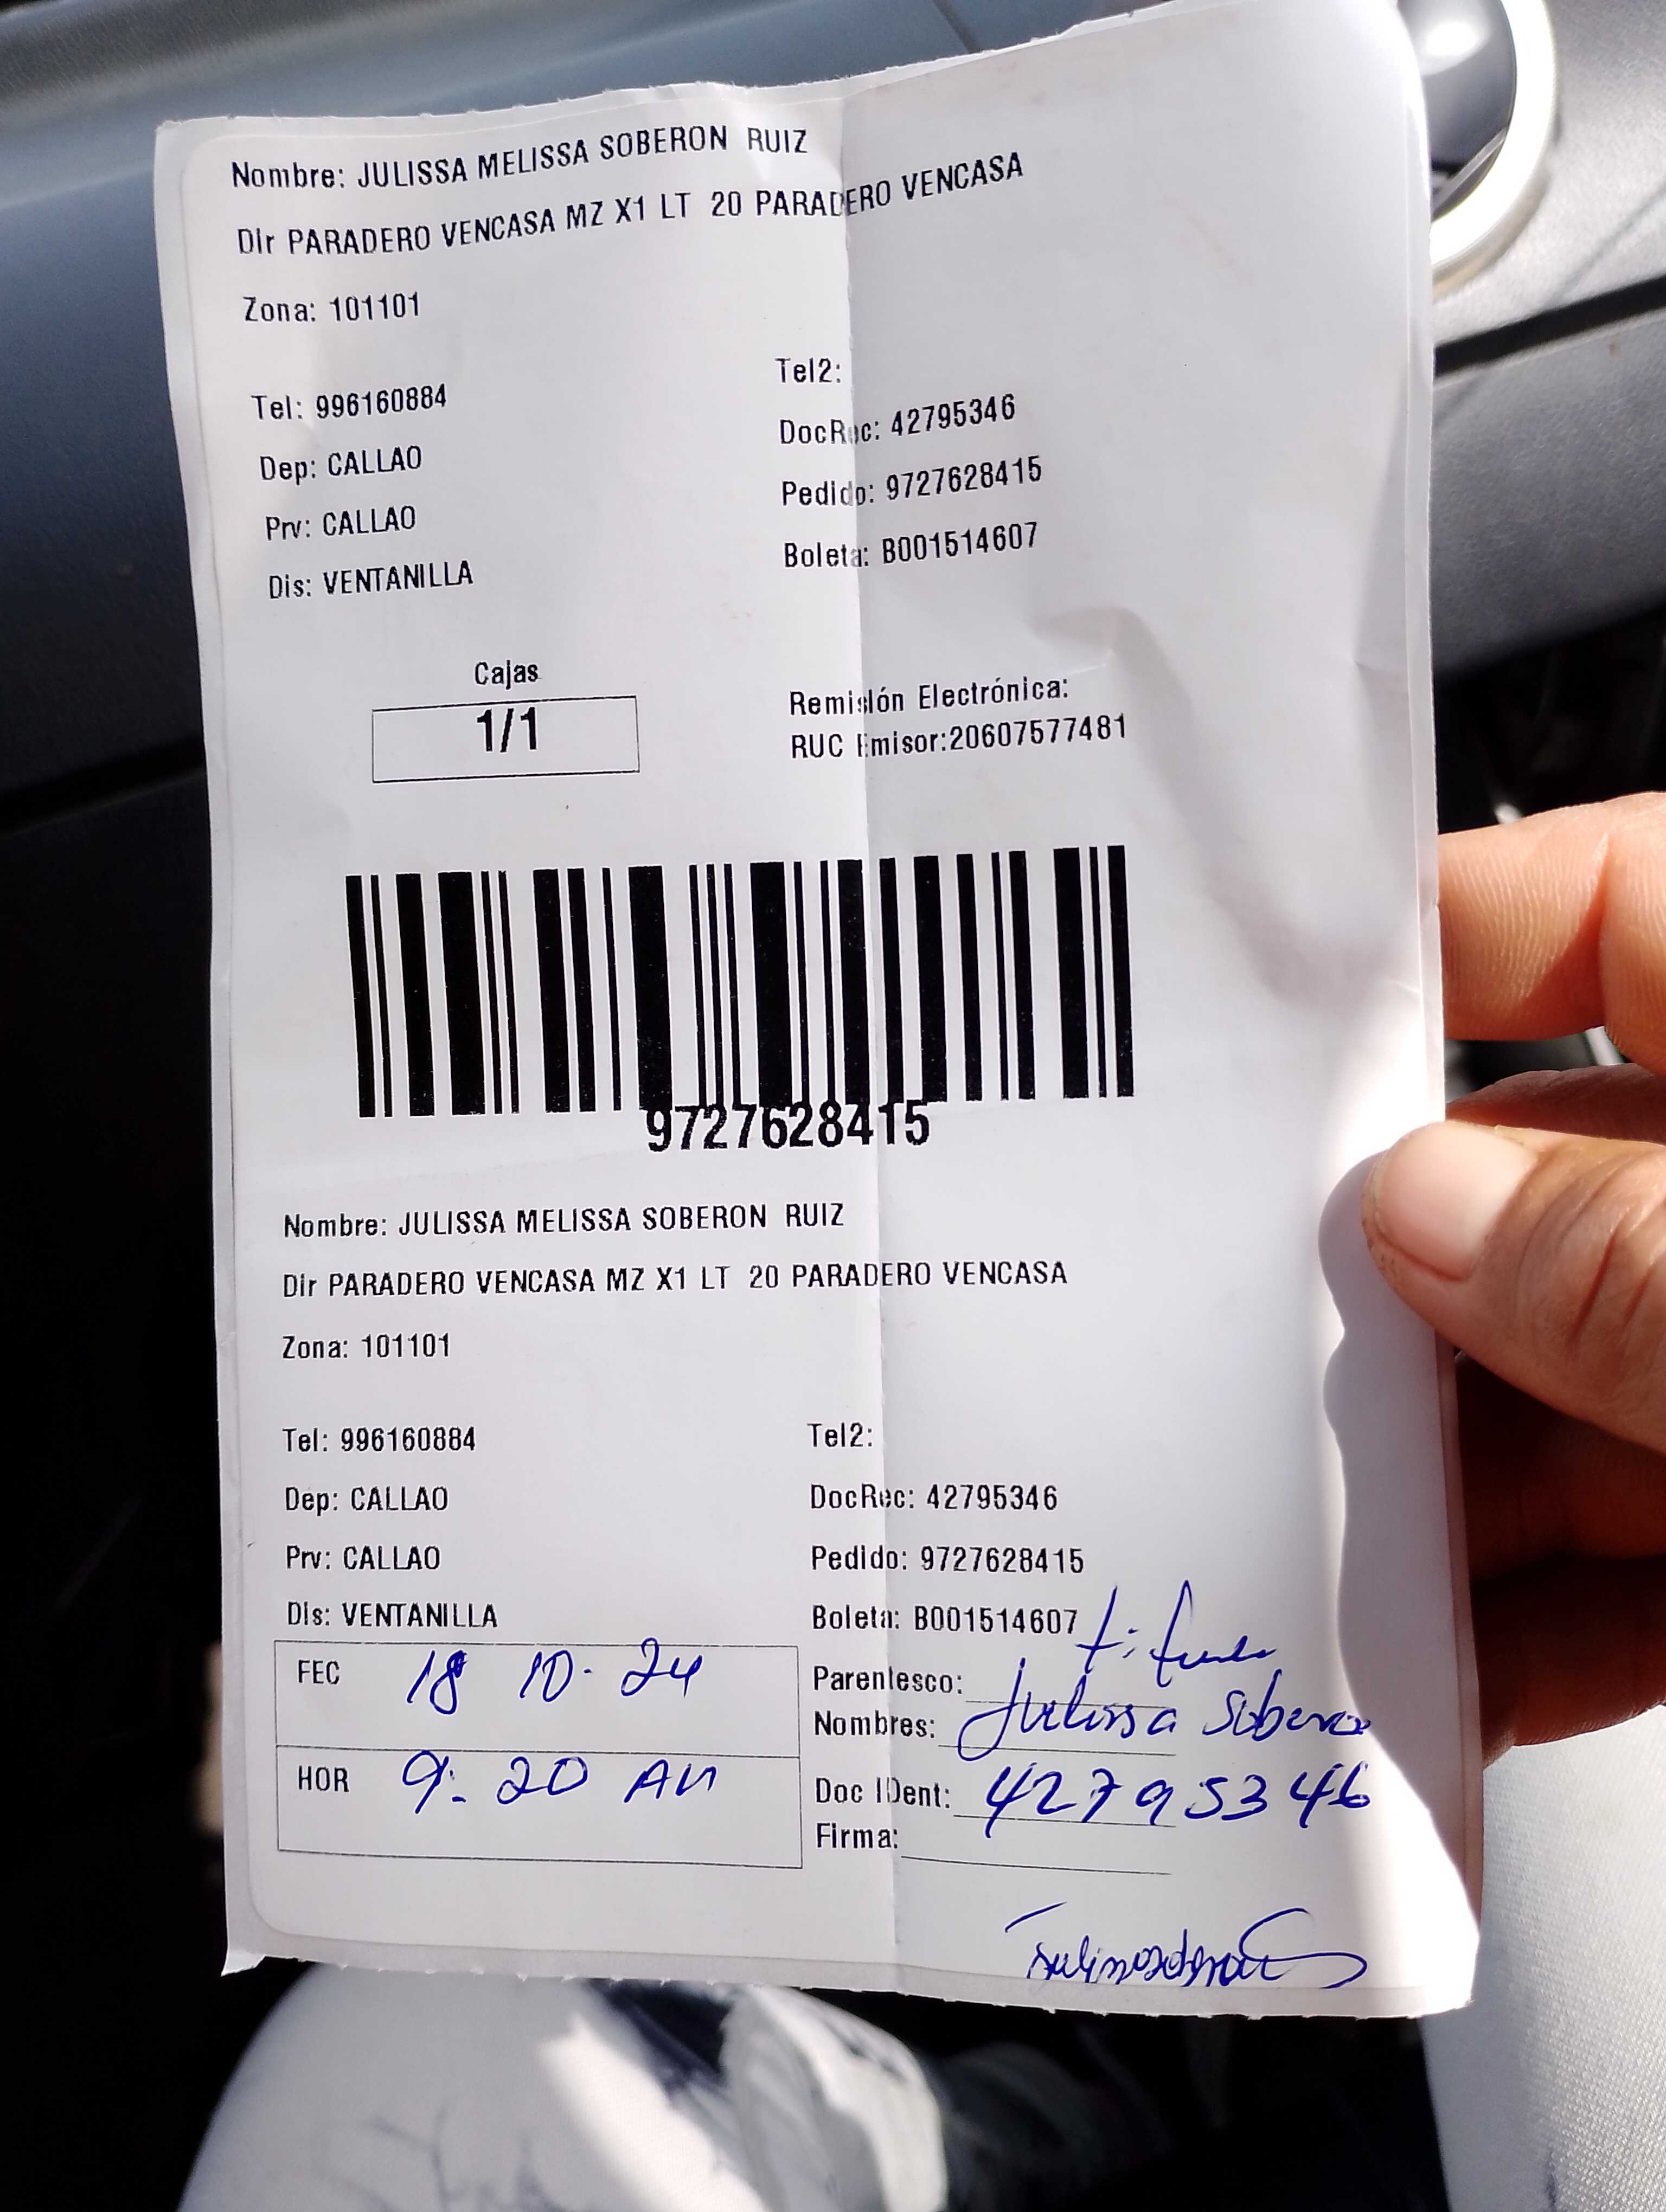 Nombre: JULISSA MELISSA SOBERON RUIZ
Dir PARADERO VENCASA MZ X1 LT 20 PARADERO VENCASA
Zona: 101101
Tel: 996160884
Tel2:
Dep: CALLAO
DocRec: 42795346
Prv: CALLAO
Pedido: 9727628415
Dis: VENTANILLA
Boleta: B001514607
Cajas
1/1
Remisión Electrónica:
RUC Emisor:20607577481
9727628415
Nombre: JULISSA MELISSA SOBERON RUIZ
Dir PARADERO VENCASA MZ X1 LT 20 PARADERO VENCASA
Zona: 101101
Tel: 996160884
Tel2:
Dep: CALLAO
DocRec: 42795346
Prv: CALLAO
Pedido: 9727628415
Dis: VENTANILLA
Boleta: B001514607
FEC 18 10. 24
Parentesco:
Nombres: Julissa Soberon
HOR 9:20 AM
Doc IDent: 42795346
Firma: